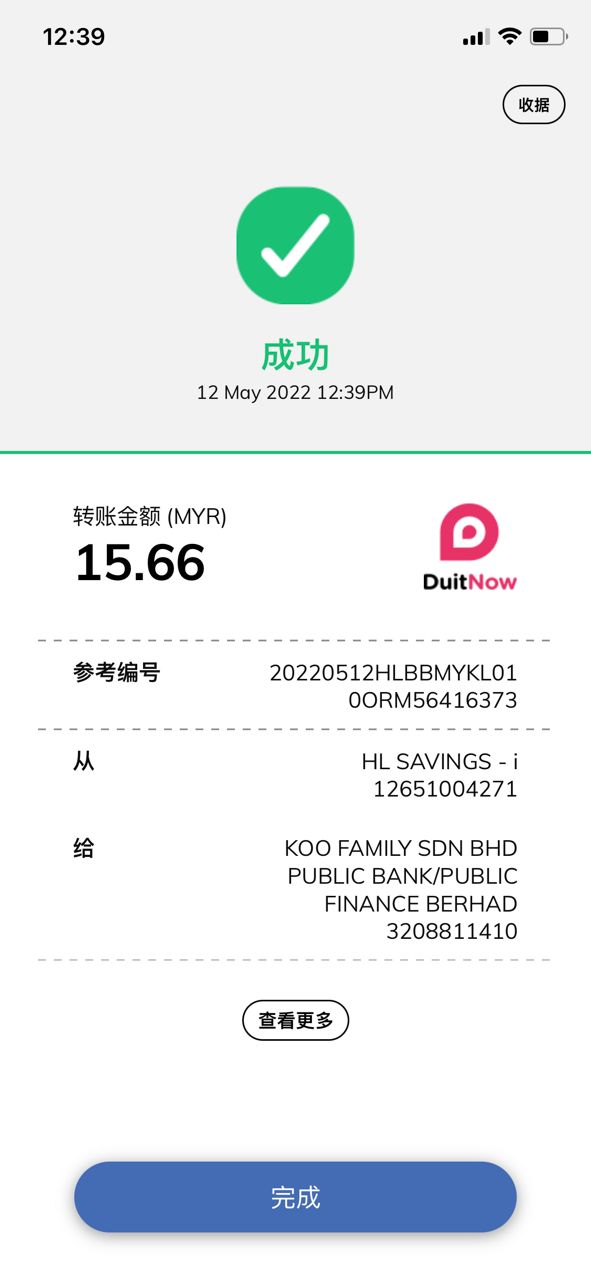 12:39
收据
成功
12 May 2022 12:39PM
转账金额 (MYR)
15.66
DuitNow
参考编号
20220512HLBBMYKL01
0ORM56416373
从
HL SAVINGS - i
12651004271
给
KOO FAMILY SDN BHD
PUBLIC BANK/PUBLIC
FINANCE BERHAD
3208811410
查看更多
完成